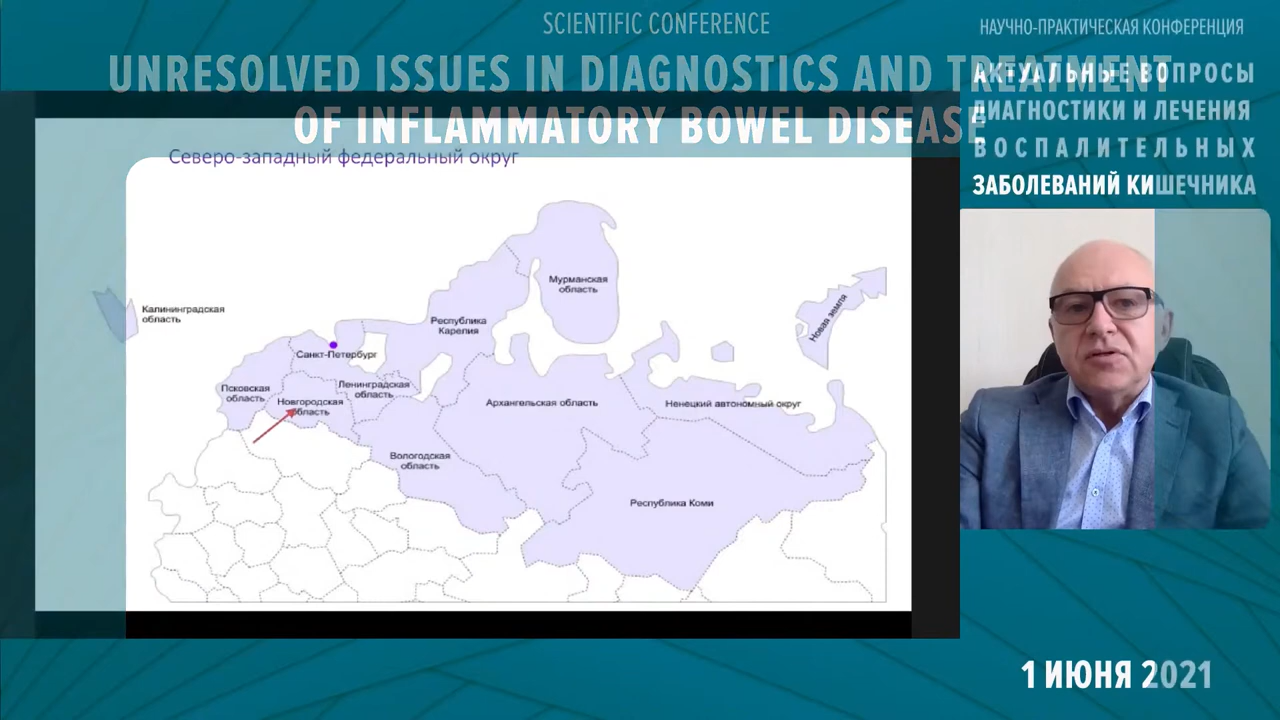 SCIENTIFIC CONFERENCE
UNRESOLVED ISSUES IN DIAGNOSTICS AND TREATMENT
OF INFLAMMATORY BOWEL DISEASE
НАУЧНО-ПРАКТИЧЕСКАЯ КОНФЕРЕНЦИЯ
АКТУАЛЬНЫЕ ВОПРОСЫ
ДИАГНОСТИКИ И ЛЕЧЕНИЯ
ВОСПАЛИТЕЛЬНЫХ
ЗАБОЛЕВАНИЙ КИШЕЧНИКА
Северо-западный федеральный округ
Мурманская
область
Новая земля
Калининградская
область
Республика
Карелия
Санкт-Петербург
Псковская
область
Ленинградская
область
Новгородская
область
Архангельская область
Ненецкий автономный округ
Вологодская
область
Республика Коми
1 ИЮНЯ 2021